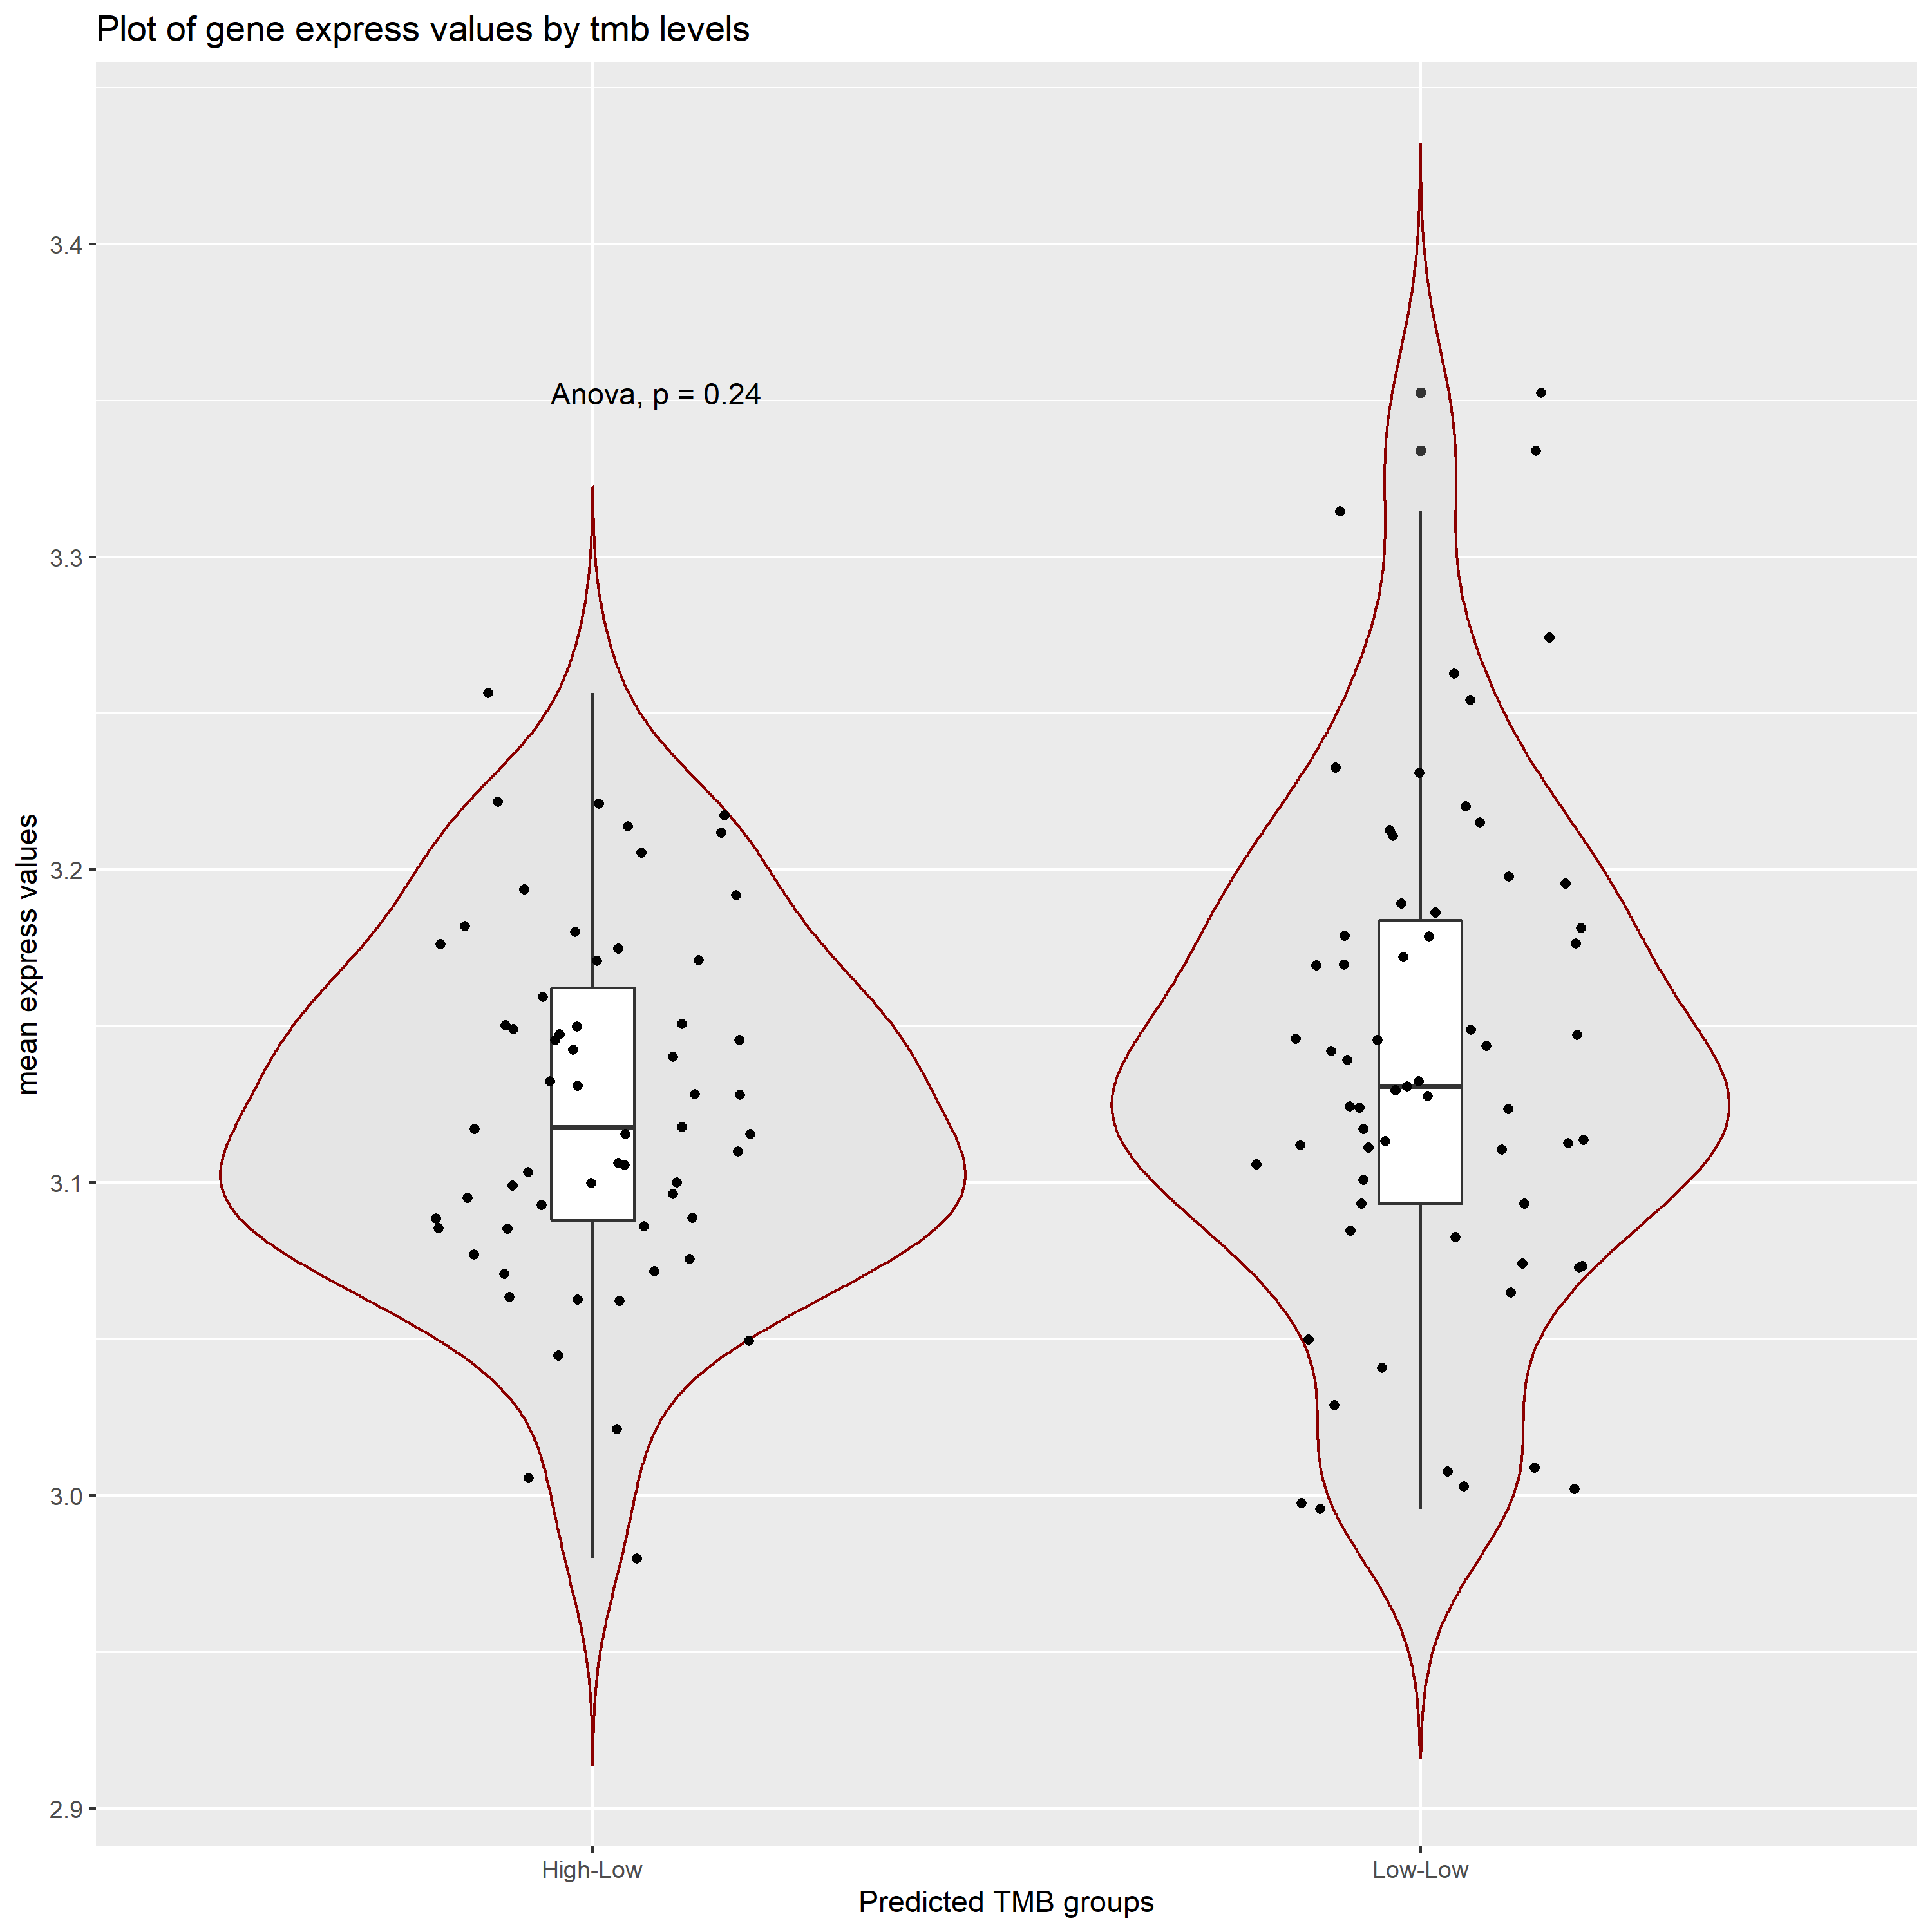 Plot of gene express values by tmb levels
Anova, p = 0.24
mean express values
3.4
3.3
3.2
3.1
3.0
2.9
High-Low
Low-Low
Predicted TMB groups